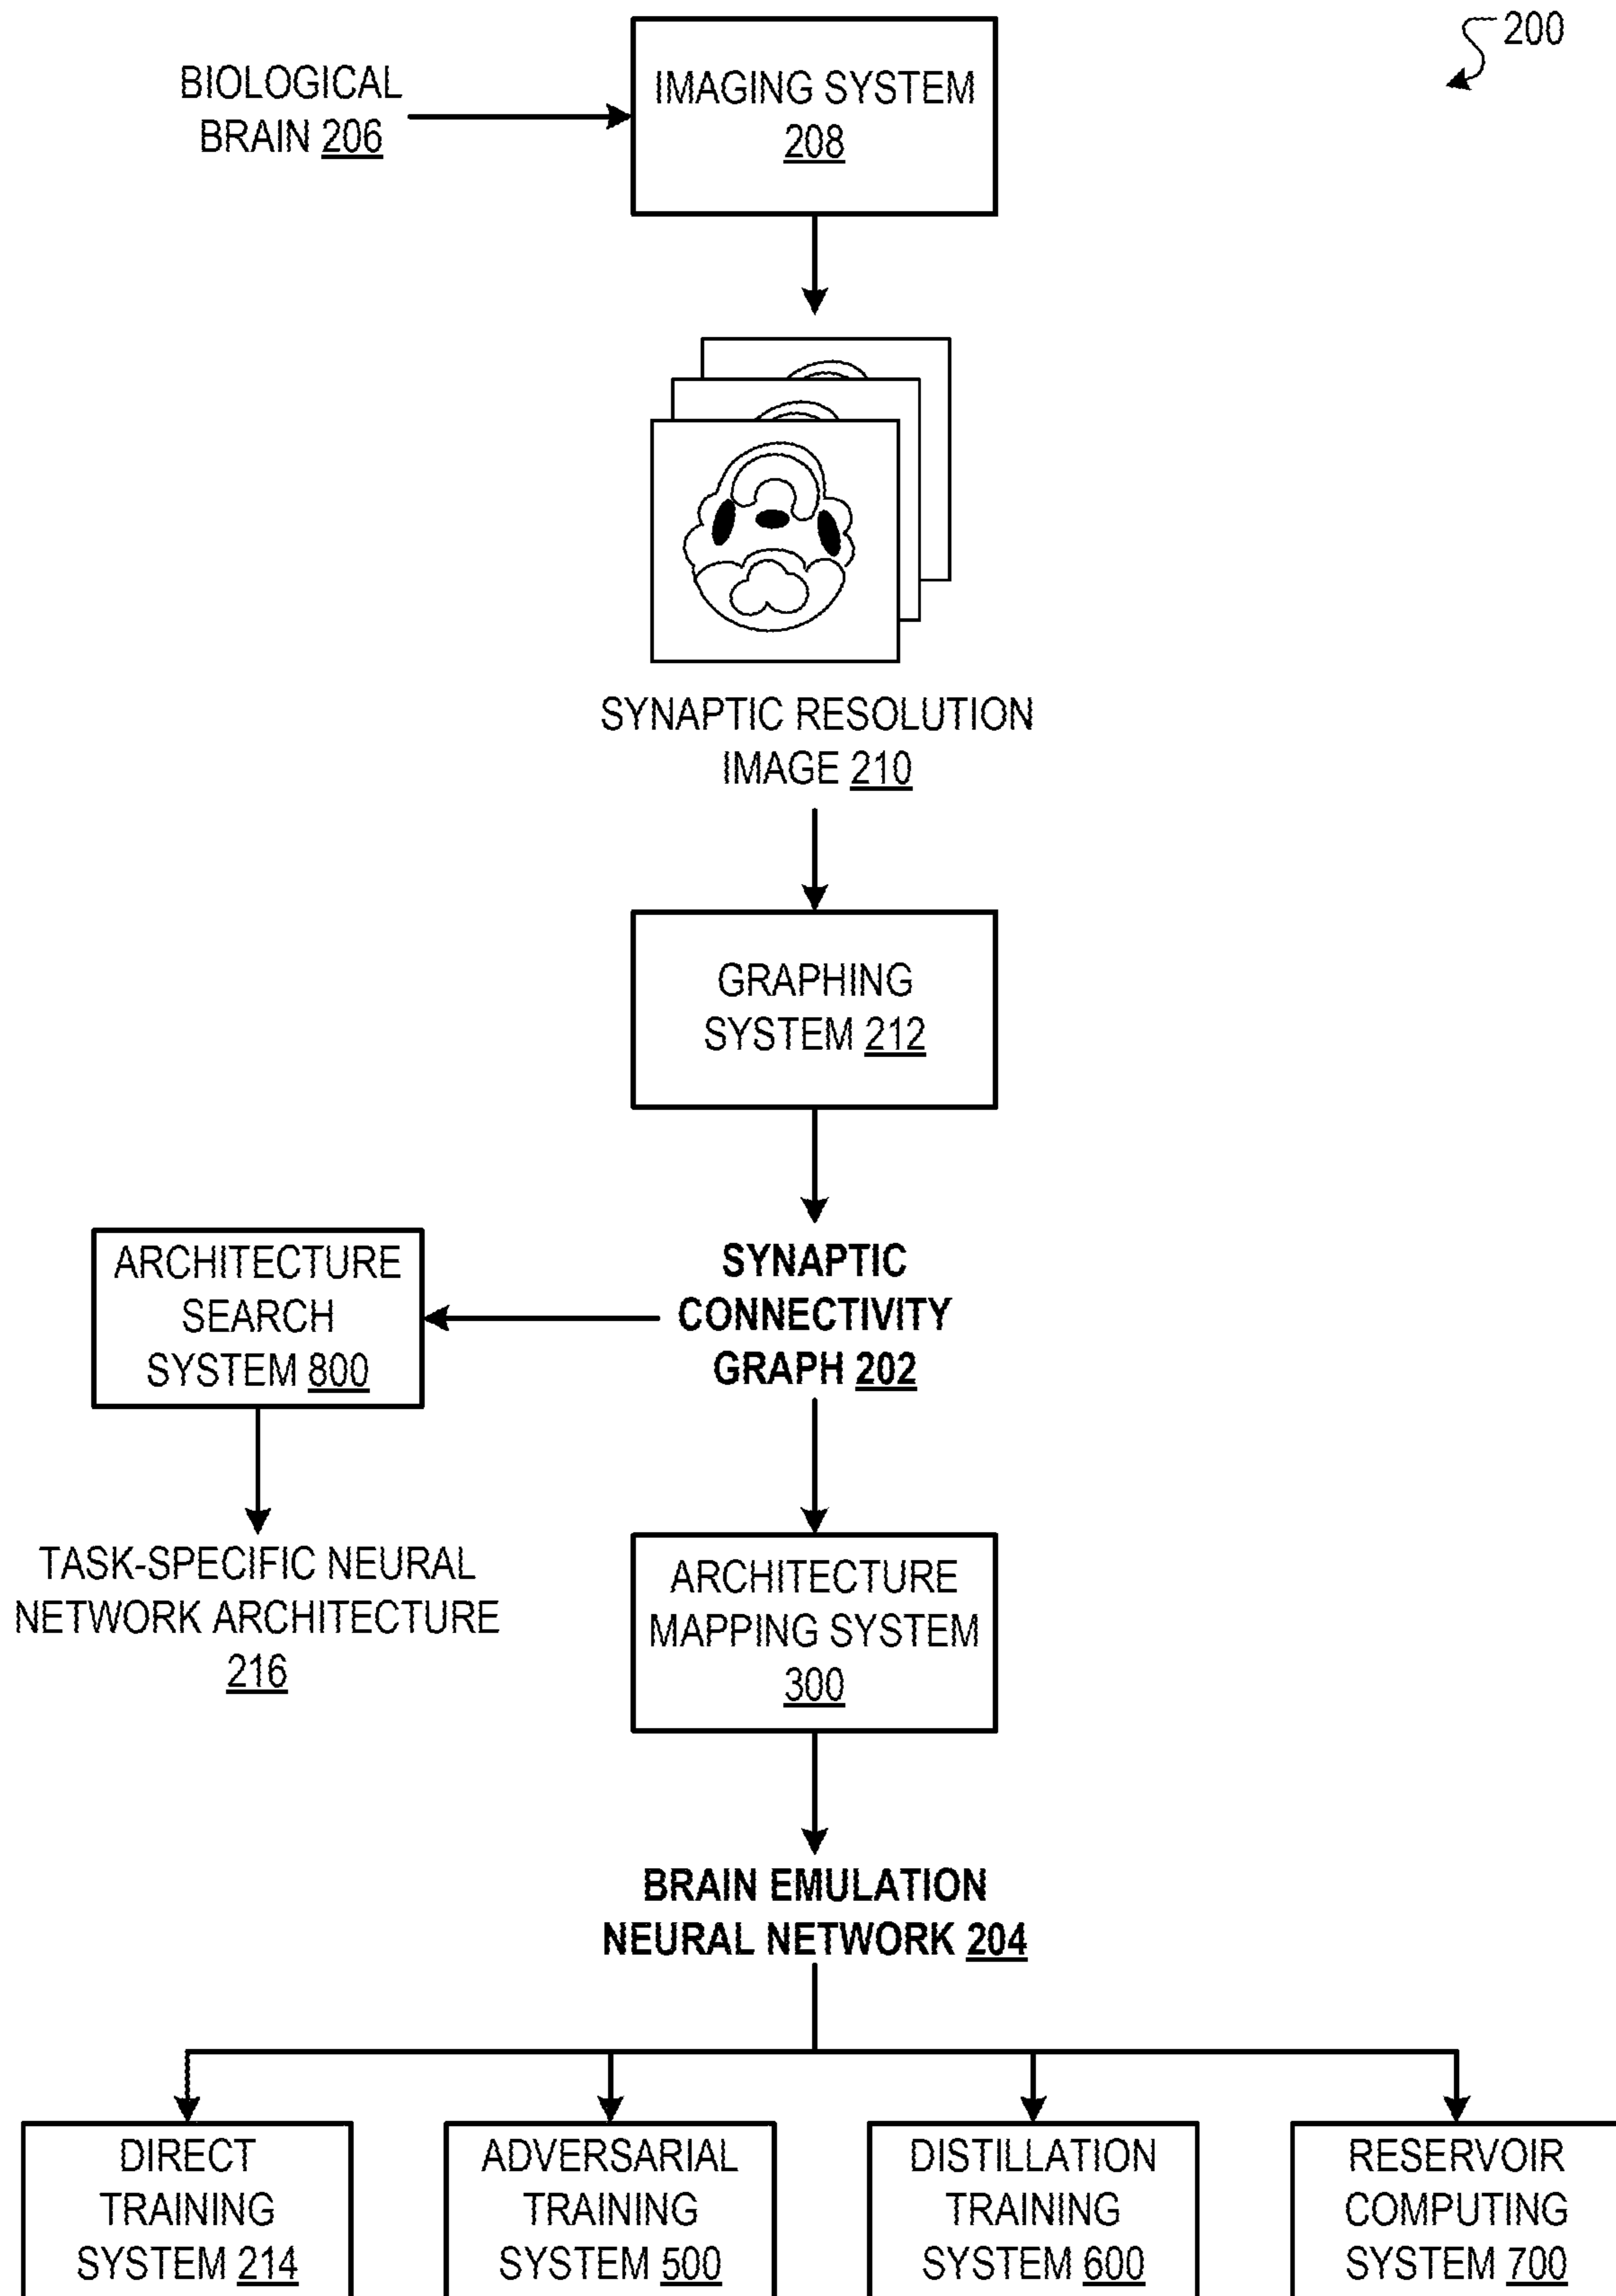 200
BIOLOGICAL
BRAIN 206
IMAGING SYSTEM
208
SYNAPTIC RESOLUTION
IMAGE 210
GRAPHING
SYSTEM 212
ARCHITECTURE
SEARCH
SYSTEM 800
SYNAPTIC
CONNECTIVITY
GRAPH 202
TASK-SPECIFIC NEURAL
NETWORK ARCHITECTURE
216
ARCHITECTURE
MAPPING SYSTEM
300
BRAIN EMULATION
NEURAL NETWORK 204
DIRECT
TRAINING
SYSTEM 214
ADVERSARIAL
TRAINING
SYSTEM 500
DISTILLATION
TRAINING
SYSTEM 600
RESERVOIR
COMPUTING
SYSTEM 700